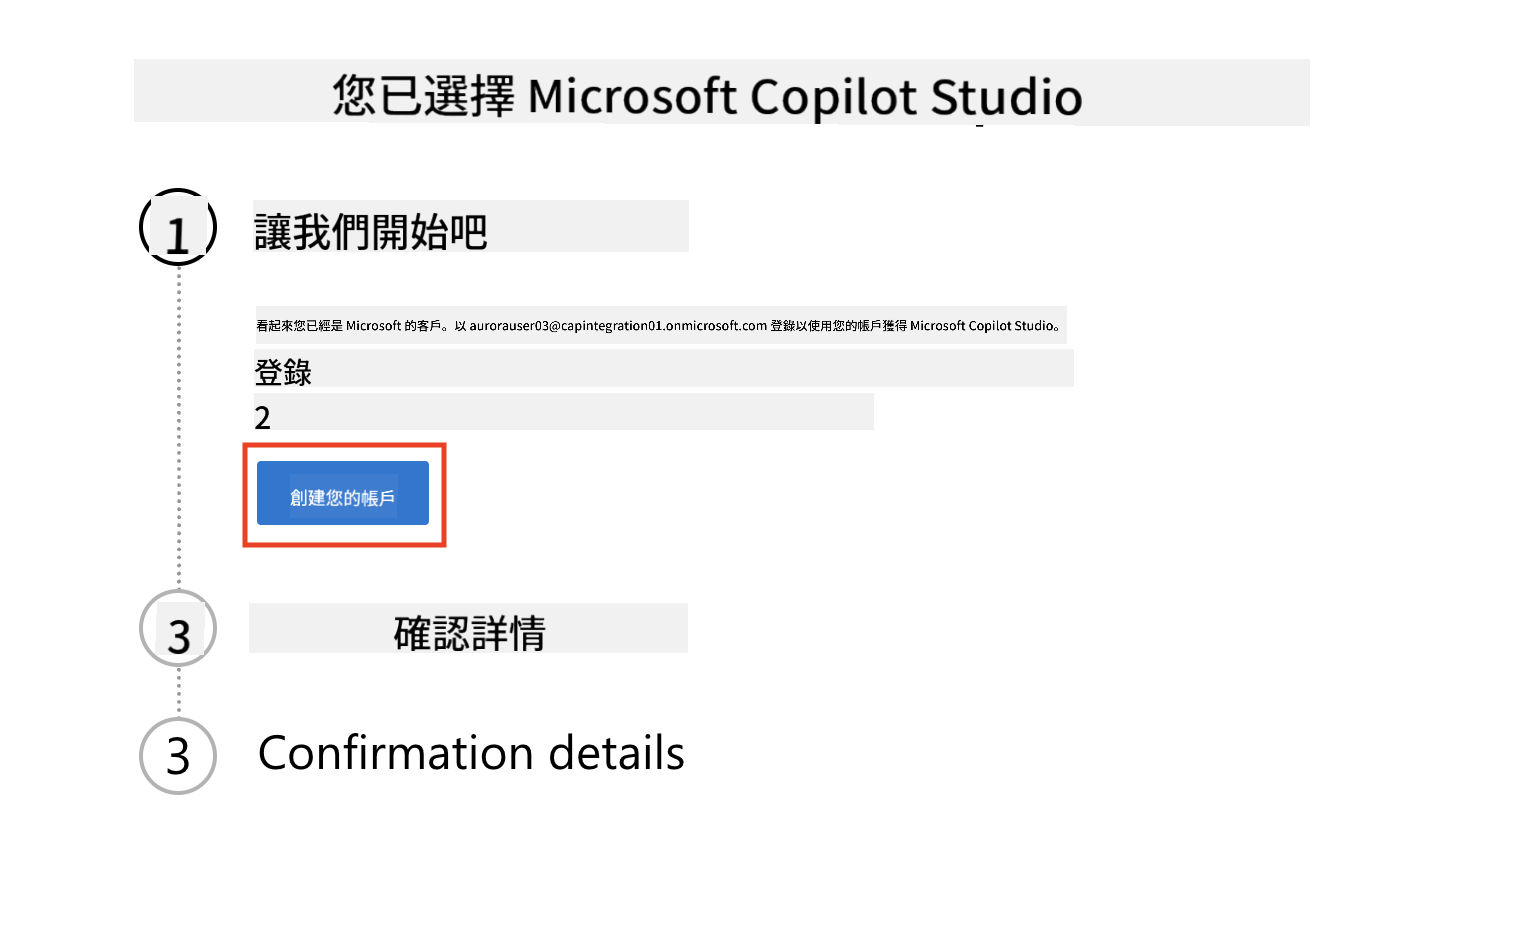 您已選擇 Microsoft Copilot Studio
1 讓我們開始吧
看起來您已經是 Microsoft 的客戶。以 aurorauser03@capintegration01.onmicrosoft.com 登錄以使用您的帳戶獲得 Microsoft Copilot Studio。
登錄
2
創建您的帳戶
3 確認詳情
3 Confirmation details